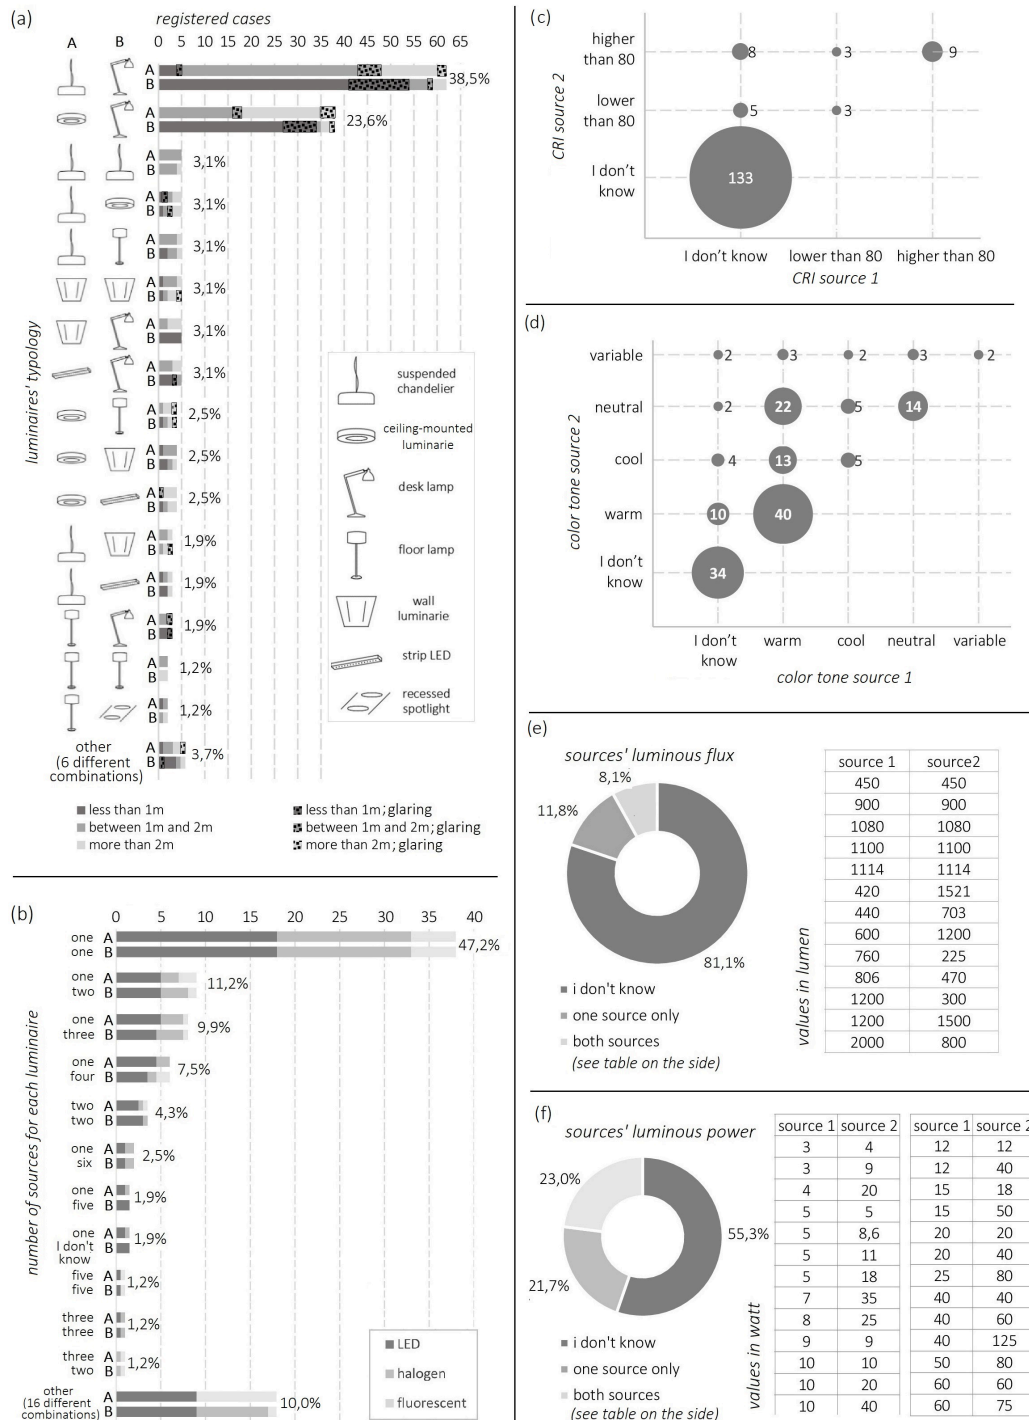 (a)
registered cases
A B
0 5 10 15 20 25 30 35 40 45 50 55 60 65
luminaires' typology
A
B
38,5%
A
B
23,6%
A
B
3,1%
A
B
3,1%
A
B
3,1%
A
B
3,1%
A
B
3,1%
A
B
3,1%
A
B
2,5%
A
B
2,5%
A
B
2,5%
A
B
1,9%
A
B
1,9%
A
B
1,9%
A
B
1,2%
A
B
1,2%
other
(6 different
combinations)
A
B
3,7%
suspended
chandelier
ceiling-mounted
luminarie
desk lamp
floor lamp
wall
luminarie
strip LED
recessed
spotlight
less than 1m
between 1m and 2m
more than 2m
less than 1m; glaring
between 1m and 2m; glaring
more than 2m; glaring
(b)
0 5 10 15 20 25 30 35 40
number of sources for each luminaire
one A
one B
47,2%
one A
two B
11,2%
one A
three B
9,9%
one A
four B
7,5%
two A
two B
4,3%
one A
six B
2,5%
one A
five B
1,9%
one A
I don't B
know
1,9%
five A
five B
1,2%
three A
three B
1,2%
three A
two B
1,2%
other A
(16 different
combinations) B
10,0%
LED
halogen
fluorescent
(c)
CRI source 2
higher
than 80
8 3 9
lower
than 80
5 3
I don't
know
133
I don't know lower than 80 higher than 80
CRI source 1
(d)
color tone source 2
variable 2 3 2 3 2
neutral 2 22 5 14
cool 4 13 5
warm 10 40
I don't
know
34
I don't
know
warm cool neutral variable
color tone source 1
(e)
sources' luminous flux
8,1%
11,8%
81,1%
i don't know
one source only
both sources
(see table on the side)
values in lumen
source 1 source2
450 450
900 900
1080 1080
1100 1100
1114 1114
420 1521
440 703
600 1200
760 225
806 470
1200 300
1200 1500
2000 800
(f)
sources' luminous power
23,0%
55,3%
21,7%
i don't know
one source only
both sources
(see table on the side)
values in watt
source 1 source 2
3 4
3 9
4 20
5 5
5 8,6
5 11
5 18
7 35
8 25
9 9
10 10
10 20
10 40
source 1 source 2
12 12
12 40
15 18
15 50
20 20
20 40
25 80
40 40
40 60
40 125
50 80
60 60
60 75